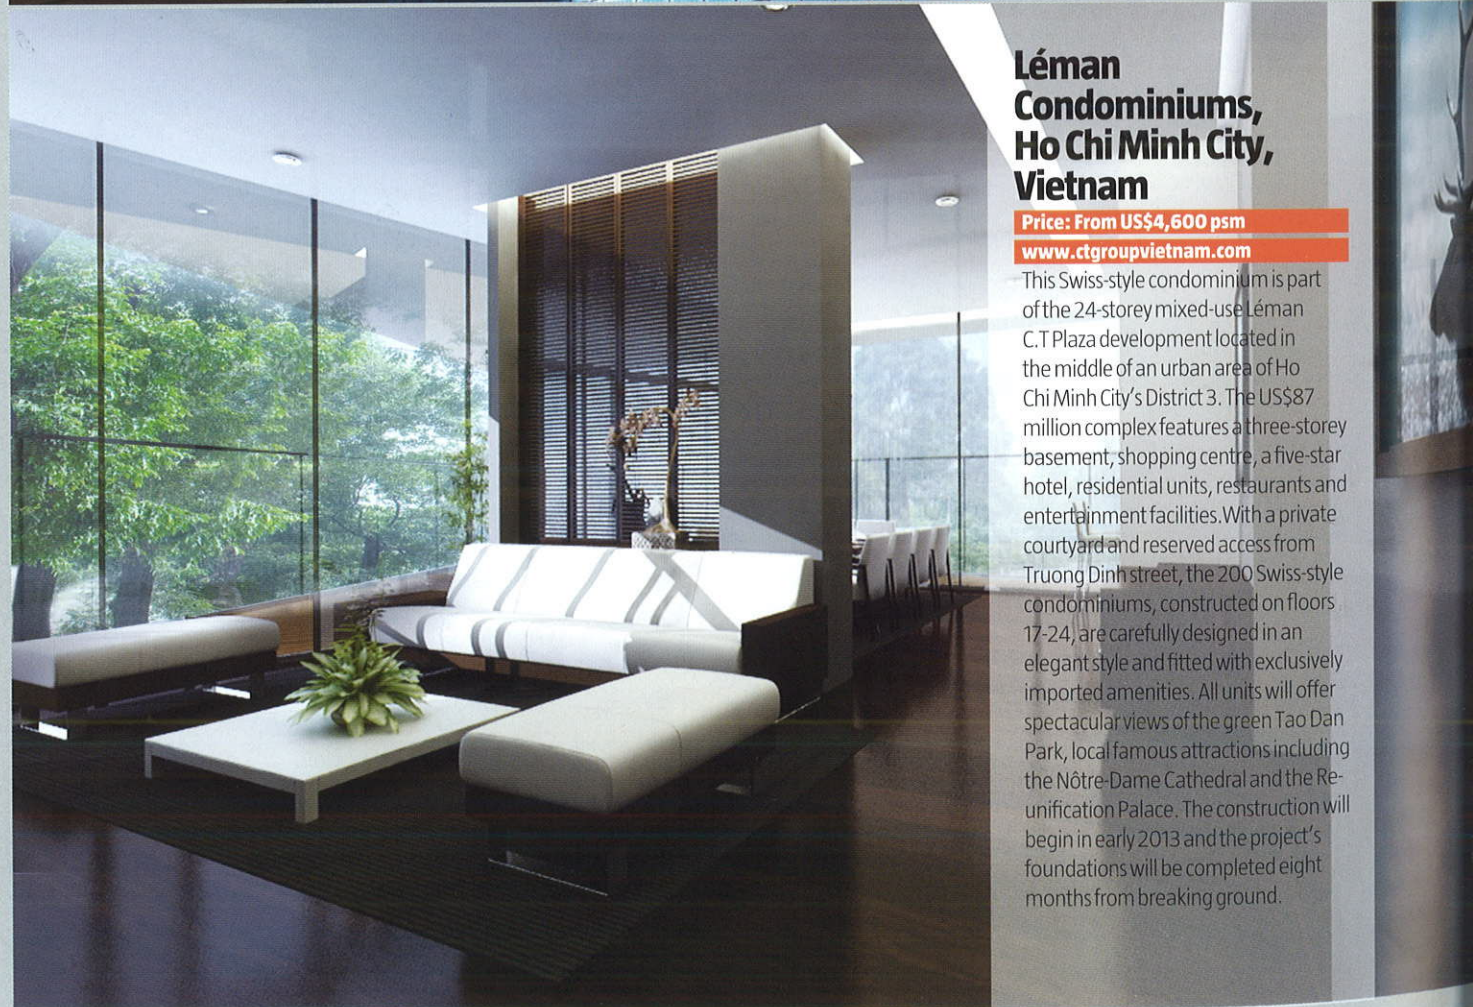 Léman
Condominiums,
Ho Chi Minh City,
Vietnam
Price: From US$4,600 psm
www.ctgroupvietnam.com
This Swiss-style condominium is part
of the 24-storey mixed-use Léman
C.T Plaza development located in
the middle of an urban area of Ho
Chi Minh City's District 3. The US$87
million complex features a three-storey
basement, shopping centre, a five-star
hotel, residential units, restaurants and
entertainment facilities.With a private
courtyard and reserved access from
Truong Dinh street, the 200 Swiss-style
condominiums, constructed on floors
17-24, are carefully designed in an
elegant style and fitted with exclusively
imported amenities. All units will offer
spectacular views of the green Tao Dan
Park, local famous attractions including
the Nôtre-Dame Cathedral and the Re-
unification Palace. The construction will
begin in early 2013 and the project's
foundations will be completed eight
months from breaking ground.